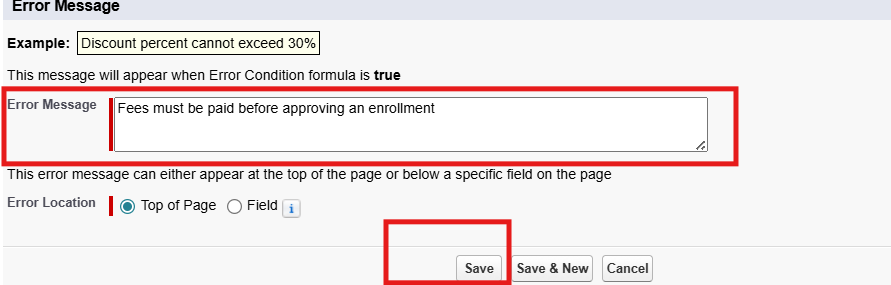 Error Message
Example: Discount percent cannot exceed 30%
This message will appear when Error Condition formula is true
Error Message Fees must be paid before approving an enrollment
This error message can either appear at the top of the page or below a specific field on the page
Error Location Top of Page Field i
Save Save & New Cancel